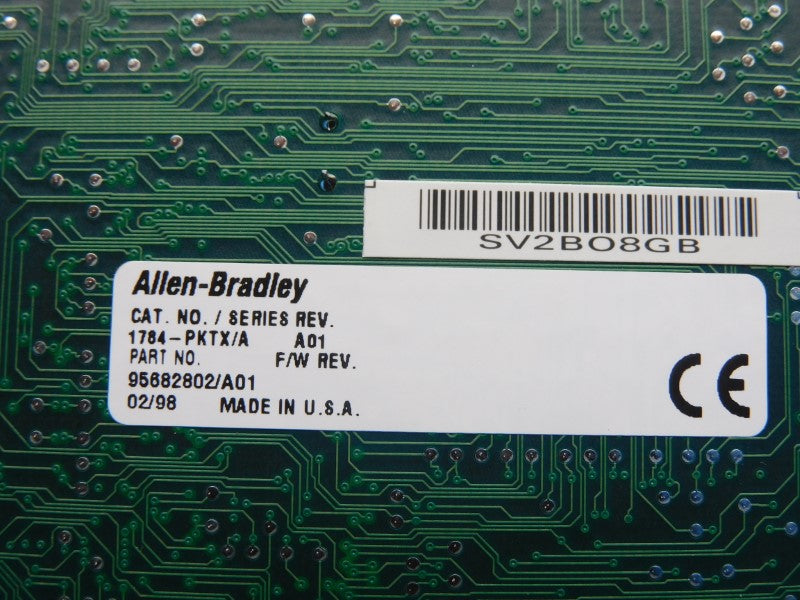 SV2BO8GB
Allen-Bradley
CAT. NO. / SERIES REV.
1784-PKTX/A A01
PART NO. F/W REV.
95682802/A01
02/98 MADE IN U.S.A.
CE